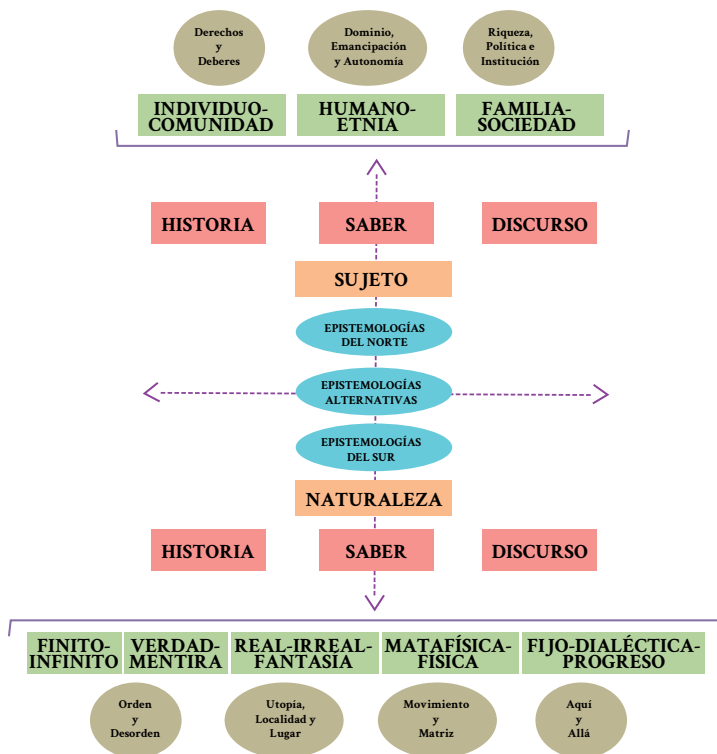 Derechos
y
Deberes
Dominio,
Emancipación
y Autonomía
Riqueza,
Política e
Institución
INDIVIDUO-
COMUNIDAD
HUMANO-
ETNIA
FAMILIA-
SOCIEDAD
HISTORIA
SABER
DISCURSO
SUJETO
EPISTEMOLOGÍAS
DEL NORTE
EPISTEMOLOGÍAS
ALTERNATIVAS
EPISTEMOLOGÍAS
DEL SUR
NATURALEZA
HISTORIA
SABER
DISCURSO
FINITO-
INFINITO
VERDAD-
MENTIRA
REAL-IRREAL-
FANTASÍA
MATAFÍSICA-
FÍSICA
FIJO-DIALÉCTICA-
PROGRESO
Orden
y
Desorden
Utopía,
Localidad y
Lugar
Movimiento
y
Matriz
Aquí
y
Allá